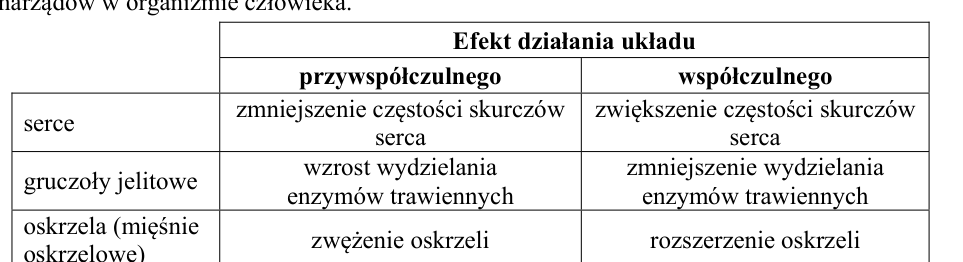 narządów w organizmie człowieka.
Efekt działania układu
przywspółczulnego współczulnego
serce zmniejszenie częstości skurczów serca zwiększenie częstości skurczów serca
gruczoły jelitowe wzrost wydzielania enzymów trawiennych zmniejszenie wydzielania enzymów trawiennych
oskrzela (mięśnie oskrzelowe) zwężenie oskrzeli rozszerzenie oskrzeli